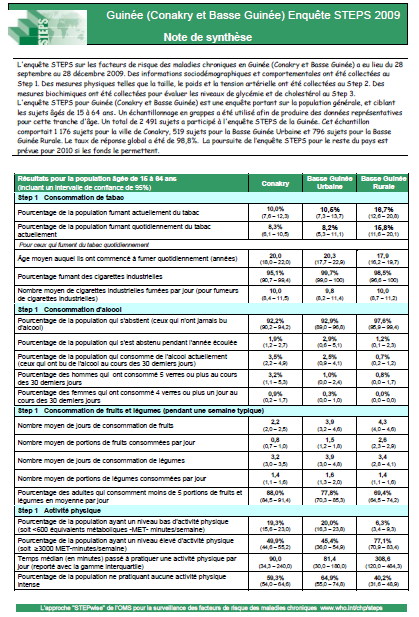 STEPS
Guinée (Conakry et Basse Guinée) Enquête STEPS 2009
Note de synthèse
L'enquête STEPS sur les facteurs de risque des maladies chroniques en Guinée (Conakry et Basse Guinée) a eu lieu du 28
septembre au 28 décembre 2009. Des informations sociodémographiques et comportementales ont été collectées au
Step 1. Des mesures physiques telles que la taille, le poids et la tension artérielle ont été collectées au Step 2. Des
mesures biochimiques ont été collectées pour évaluer les niveaux de glycémie et de cholestérol au Step 3.
L'enquête STEPS pour Guinée (Conakry et Basse Guinée) est une enquête portant sur la population générale, et ciblant
les sujets âgés de 15 à 64 ans. Un échantillonnage en grappes a été utilisé afin de produire des données représentatives
pour cette tranche d'âge. Un total de 2 491 sujets a participé à l'enquête STEPS de la Guinée. Cet échantillon
comportait 1 176 sujets pour la ville de Conakry, 519 sujets pour la Basse Guinée Urbaine et 796 sujets pour la Basse
Guinée Rurale. Le taux de réponse global a été de 98,8%. La poursuite de l'enquête STEPS pour le reste du pays est
prévue pour 2010 si les fonds le permettent.
Résultats pour la population âgée de 15 à 64 ans
(incluant un intervalle de confiance de 95%)
Conakry
Basse Guinée
Urbaine
Basse Guinée
Rurale
Step 1 Consommation de tabac
Pourcentage de la population fumant actuellement du tabac
10,0%
(7,6 – 12,3)
10,5%
(7,3 – 13,7)
16,7%
(12,6 – 20,8)
Pourcentage de la population fumant quotidiennement du tabac
actuellement
8,3%
(6,1 – 10,5)
8,2%
(5,3 – 11,1)
15,8%
(11,6 – 20,1)
Pour ceux qui fument du tabac quotidiennement
Âge moyen auquel ils ont commencé à fumer quotidiennement (années)
20,0
(18,0 – 22,0)
20,3
(17,7 – 22,9)
17,9
(16,2 – 19,7)
Pourcentage fumant des cigarettes industrielles
95,1%
(90,7 – 99,4)
99,7%
(99,0 – 100)
98,5%
(96,6 – 100)
Nombre moyen de cigarettes industrielles fumées par jour (pour fumeurs
de cigarettes industrielles)
10,0
(8,4 – 11,5)
9,8
(8,2 – 11,4)
10,0
(8,7 – 11,2)
Step 1 Consommation d'alcool
Pourcentage de la population qui s'abstient (ceux qui n'ont jamais bu
d'alcool)
92,2%
(90,2 – 94,2)
92,9%
(89,0 – 96,8)
97,6%
(95,9 – 99,4)
Pourcentage de la population qui s'est abstenu pendant l'année écoulée
1,9%
(1,2 – 2,7)
2,9%
(0,6 – 5,1)
1,2%
(0,1 – 2,3)
Pourcentage de la population qui consomme de l'alcool actuellement
(ceux qui ont bu de l'alcool au cours des 30 derniers jours)
3,5%
(2,2 – 4,9)
2,5%
(0,9 – 4,1)
0,7%
(0,2 – 1,2)
Pourcentage des hommes qui ont consommé 5 verres ou plus au cours
des 30 derniers jours
3,2%
(1,1 – 5,3)
1,0%
(0,0 – 2,4)
0,8%
(0,0 – 1,7)
Pourcentage des femmes qui ont consommé 4 verres ou plus un jour au
cours des 30 derniers jours
0,9%
(0,2 – 1,7)
0,3%
(0,0 – 1,0)
0,0%
(0,0 – 0,0)
Step 1 Consommation de fruits et légumes (pendant une semaine typique)
Nombre moyen de jours de consommation de fruits
2,2
(2,0 – 2,5)
3,9
(3,2 – 4,6)
4,3
(4,0 – 4,6)
Nombre moyen de portions de fruits consommées par jour
0,8
(0,7 – 1,0)
1,5
(1,2 – 1,8)
2,6
(2,3 – 2,9)
Nombre moyen de jours de consommation de légumes
3,2
(3,0 – 3,5)
3,9
(3,0 – 4,8)
3,4
(2,8 – 4,1)
Nombre moyen de portions de légumes consommées par jour
1,4
(1,1 – 1,6)
1,6
(1,3 – 2,0)
1,4
(1,1 – 1,6)
Pourcentage des adultes qui consomment moins de 5 portions de fruits et
légumes en moyenne par jour
88,0%
(84,5 – 91,4)
77,8%
(70,3 – 85,3)
69,4%
(64,5 – 74,2)
Step 1 Activité physique
Pourcentage de la population ayant un niveau bas d'activité physique
(soit <600 équivalents métaboliques -MET- minutes/semaine)
19,3%
(15,6 – 23,0)
20,0%
(16,3 – 23,8)
6,3%
(3,4 – 9,3)
Pourcentage de la population ayant un niveau élevé d'activité physique
(soit ≥3000 MET-minutes/semaine)
49,9%
(44,6 – 55,2)
45,4%
(36,0 – 54,9)
77,1%
(70,9 – 83,4)
Temps médian (en minutes) passé à pratiquer une activité physique par
jour (reporté avec la gamme interquartile)
90,0
(34,3 – 240,0)
81,4
(30,0 – 180,0)
308,6
(107,1 – 484,3)
Pourcentage de la population ne pratiquant aucune activité physique
intense
59,3%
(54,0 – 64,6)
64,9%
(55,0 – 74,8)
40,2%
(31,6 – 48,9)
L'approche "STEPwise" de l'OMS pour la surveillance des facteurs de risque des maladies chroniques www.who.int/chp/steps